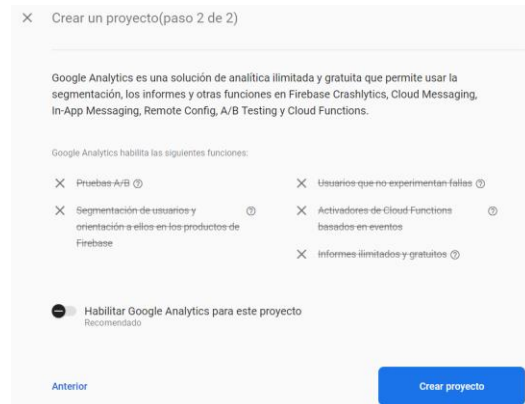 Crear un proyecto(paso 2 de 2)
Google Analytics es una solución de analítica ilimitada y gratuita que permite usar la
segmentación, los informes y otras funciones en Firebase Crashlytics, Cloud Messaging,
In-App Messaging, Remote Config, A/B Testing y Cloud Functions.
Google Analytics habilita las siguientes funciones:
Pruebas A/B
Segmentación de usuarios y
orientación a ellos en los productos de
Firebase
Usuarios que no experimentan fallas
Activadores de Cloud Functions
basados en eventos
Informes ilimitados y gratuitos
Habilitar Google Analytics para este proyecto
Recomendado
Anterior
Crear proyecto